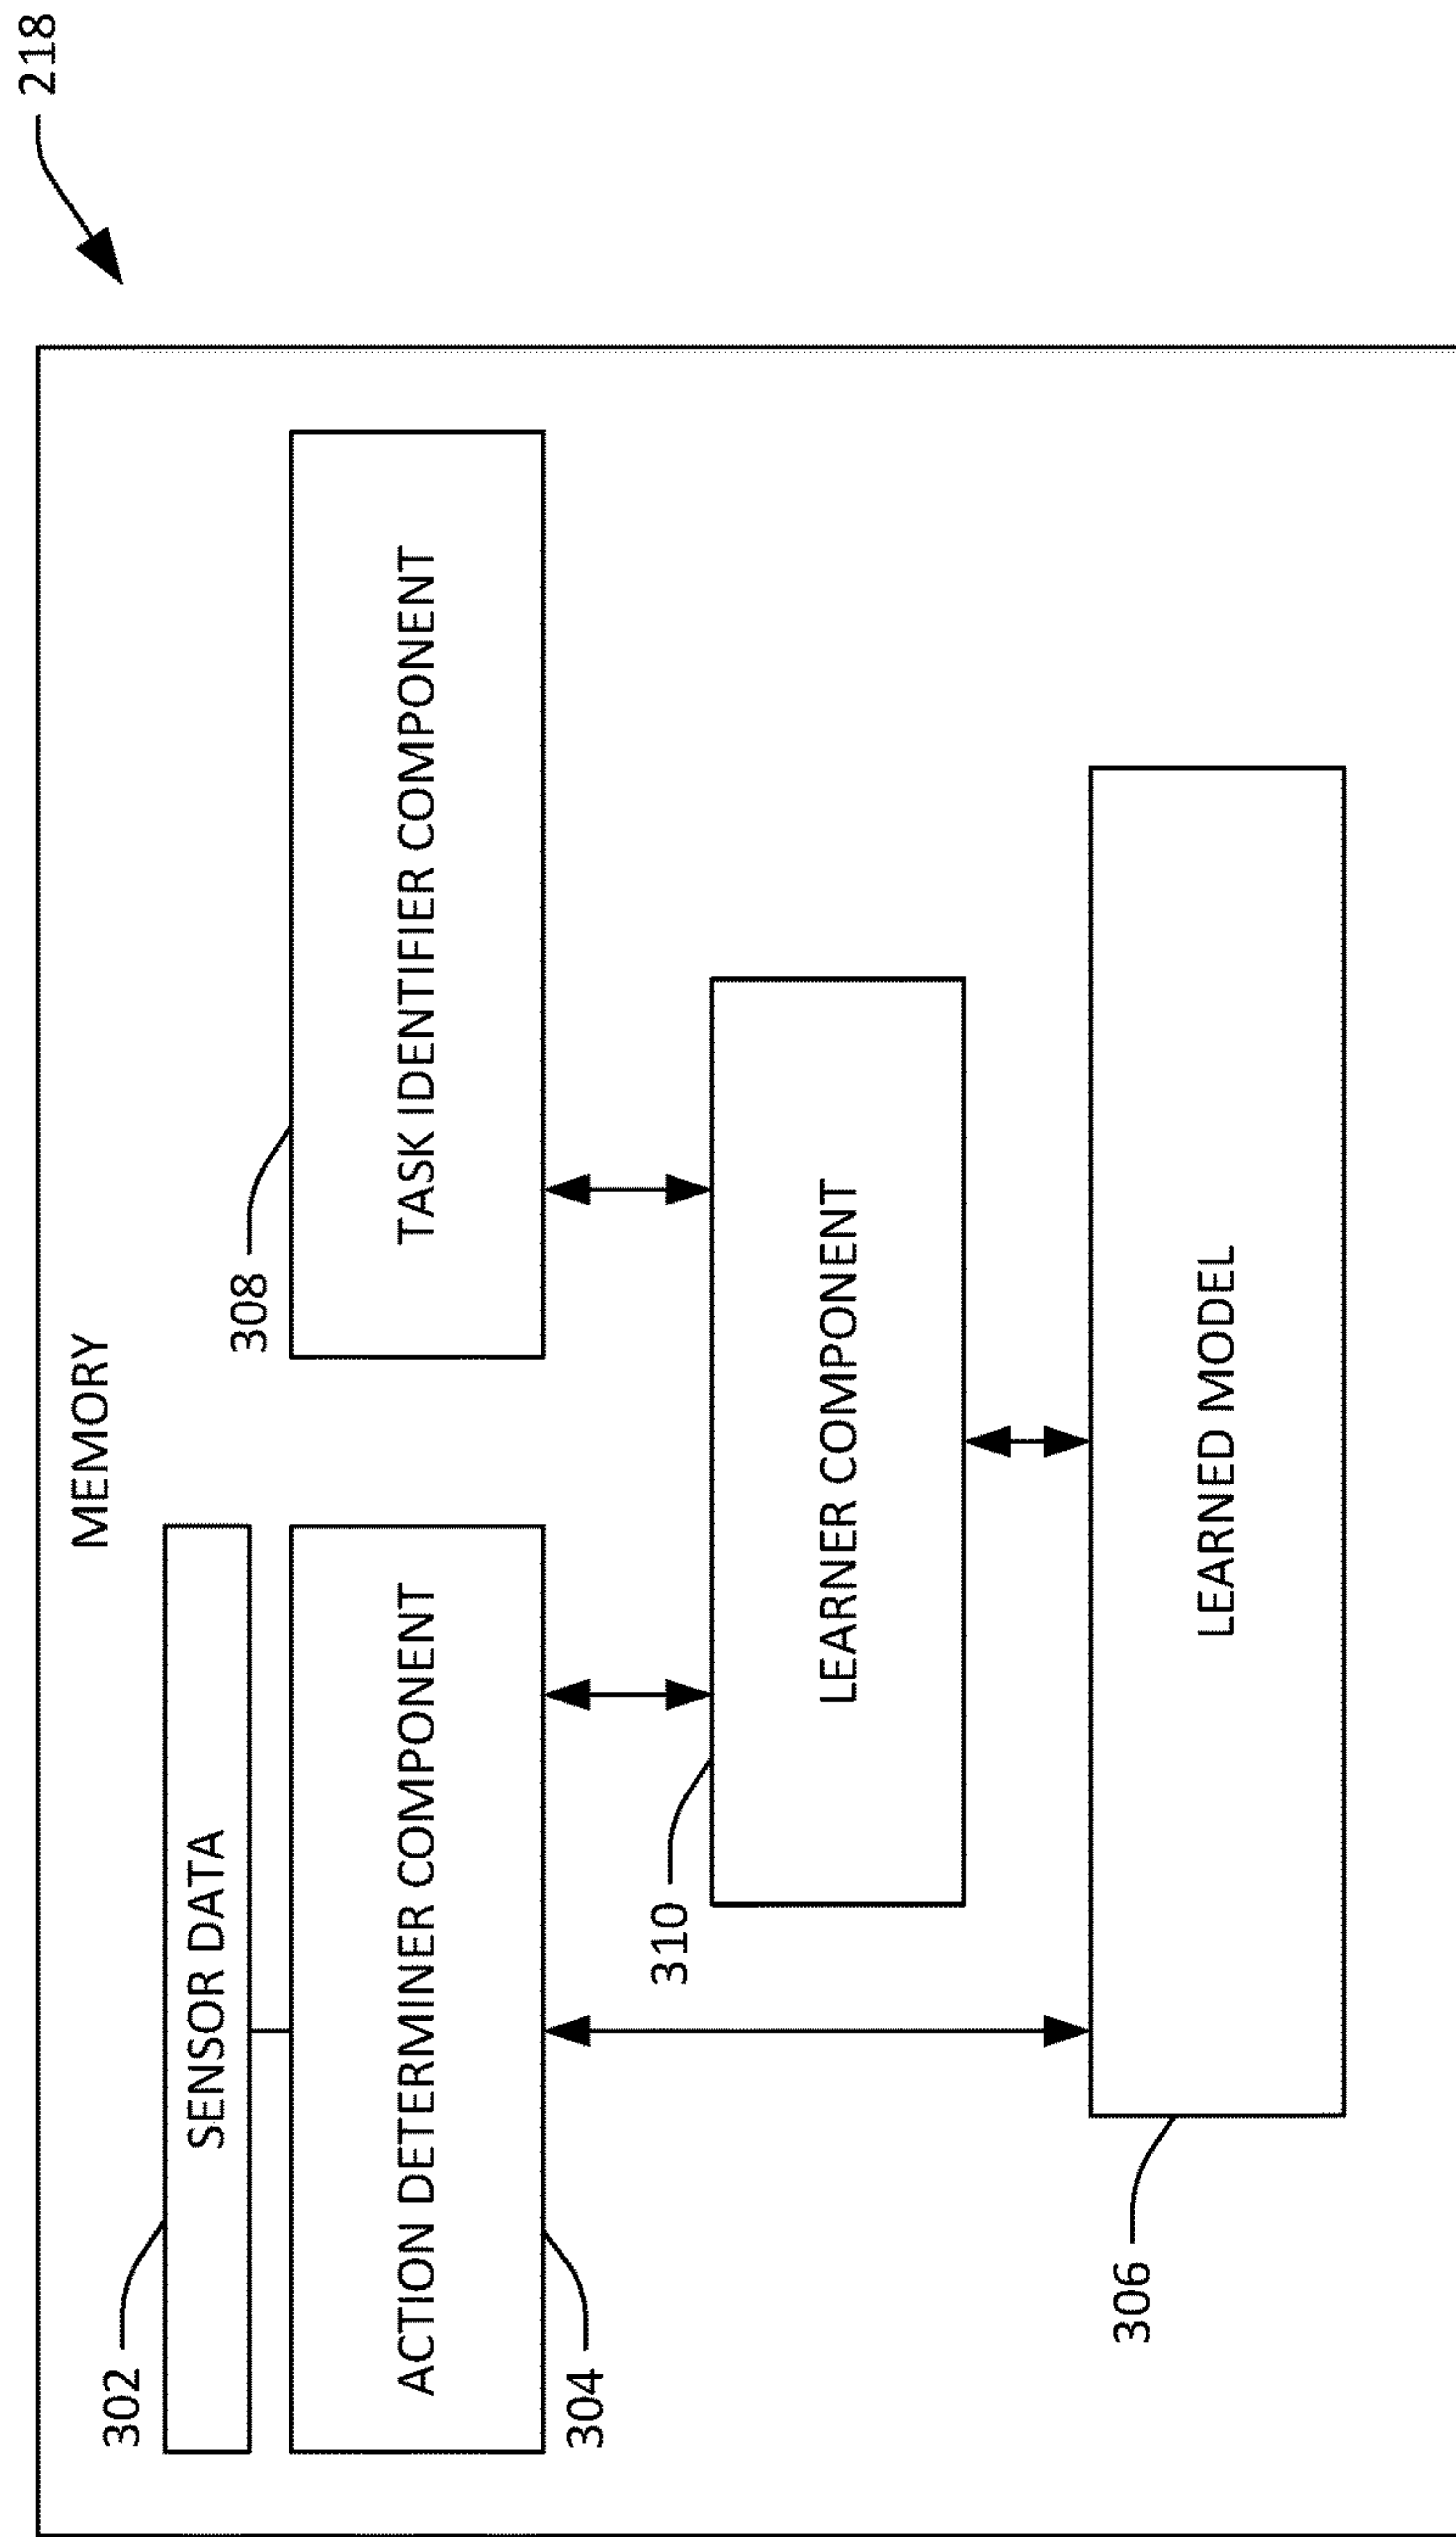 218
MEMORY
302
SENSOR DATA
308
ACTION DETERMINER COMPONENT
TASK IDENTIFIER COMPONENT
304
310
LEARNER COMPONENT
306
LEARNED MODEL